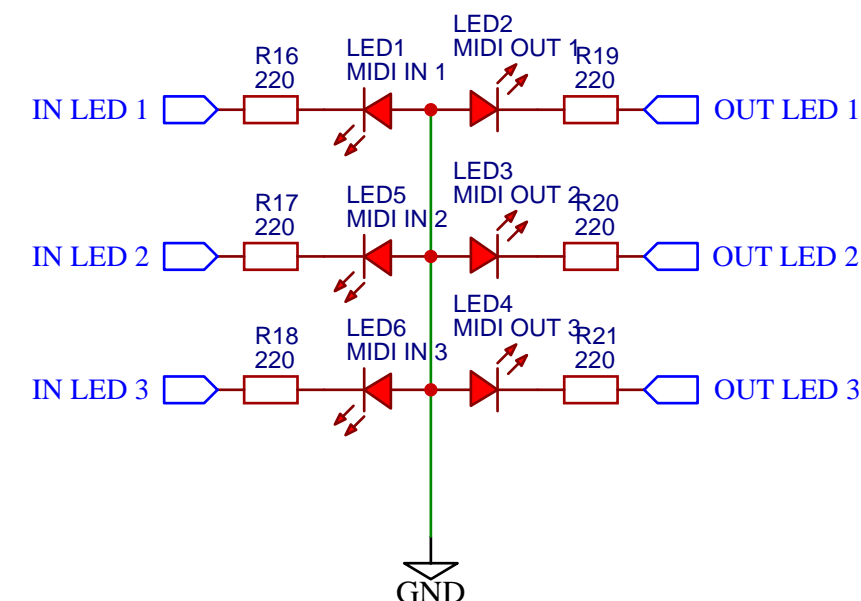 LED2
LED1
MIDI OUT 1
R16
MIDI IN 1
R19
220
220
IN LED 1
OUT LED 1
LED3
LED5
MIDI OUT 2
R17
MIDI IN 2
R20
220
220
IN LED 2
OUT LED 2
LED4
LED6
MIDI OUT 3
R18
MIDI IN 3
R21
220
220
IN LED 3
OUT LED 3
GND